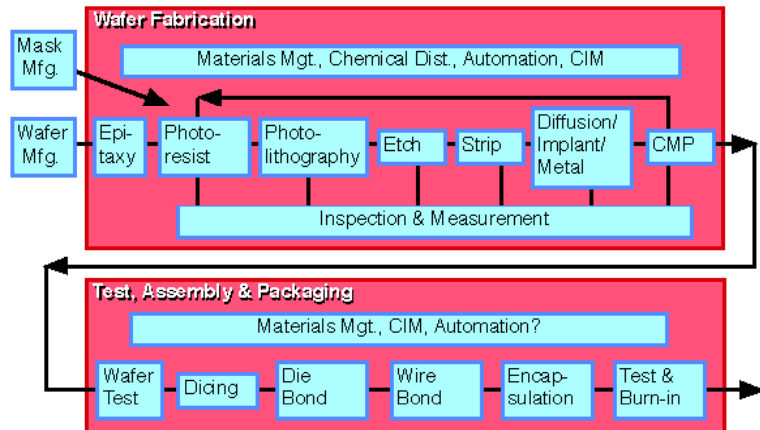 Wafer Fabrication
Mask
Mfg.
Materials Mgt., Chemical Dist., Automation, CIM
Wafer
Mfg.
Epi-
taxy
Photo-
resist
Photo-
lithography
Etch
Strip
Diffusion/
Implant/
Metal
CMP
Inspection & Measurement
Test, Assembly & Packaging
Materials Mgt., CIM, Automation?
Wafer
Test
Dicing
Die
Bond
Wire
Bond
Encap-
sulation
Test &
Burn-in